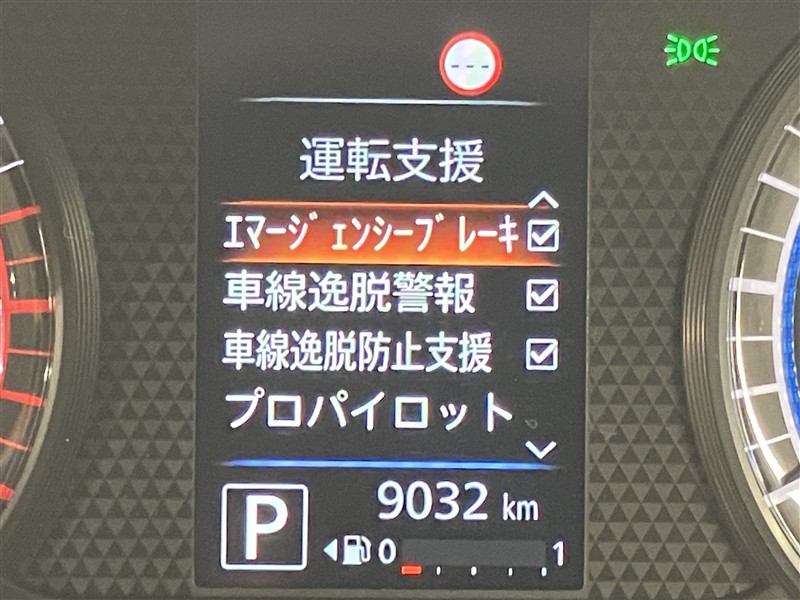 ---
運転支援
エマージェンシーブレーキ
車線逸脱警報
車線逸脱防止支援
プロパイロット
P
9032 km
0 1